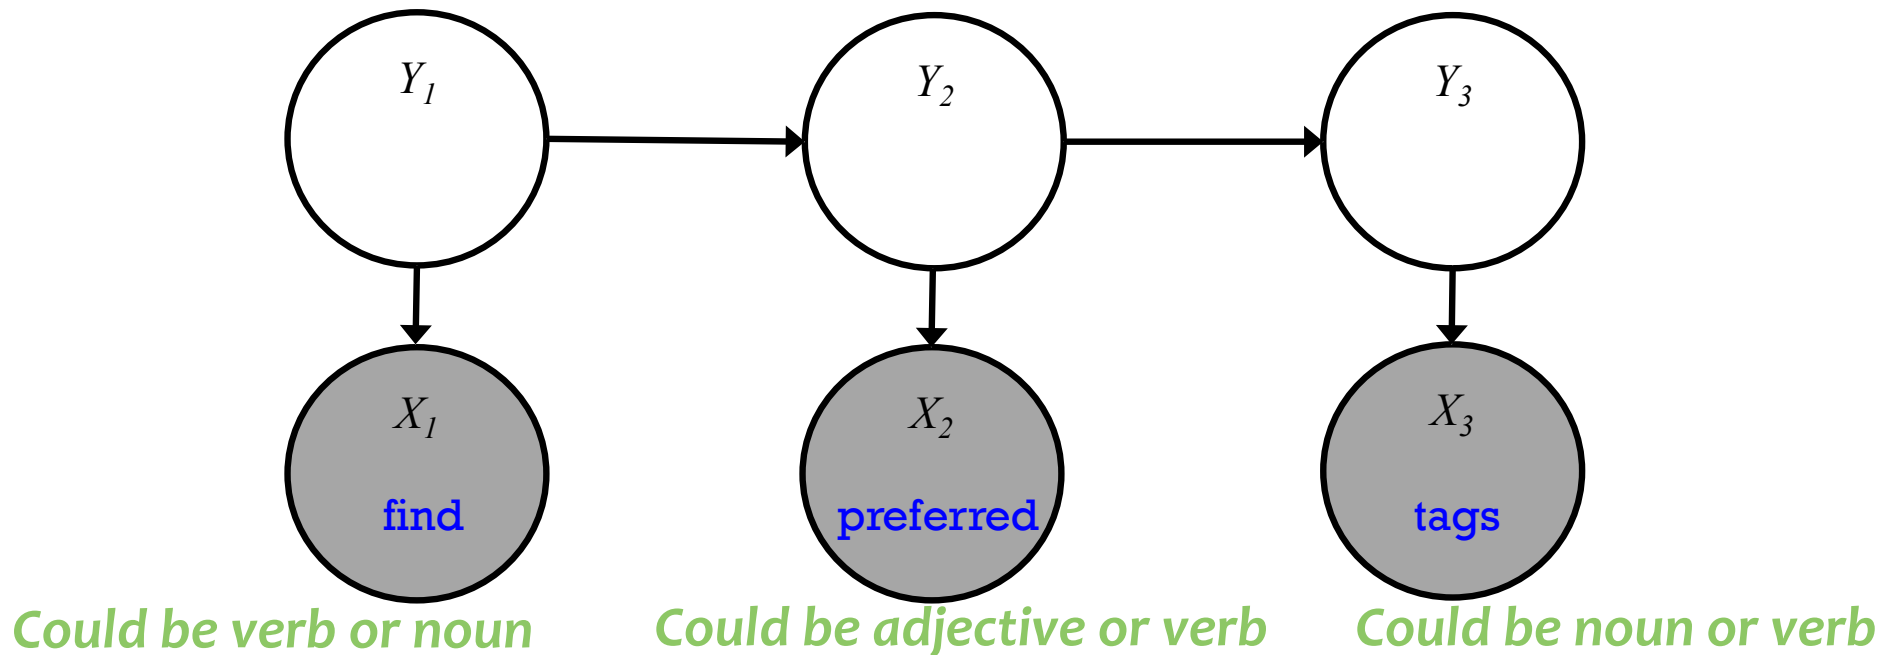 Y1
Y2
Y3
X1
X2
X3
find
preferred
tags
Could be verb or noun
Could be adjective or verb
Could be noun or verb